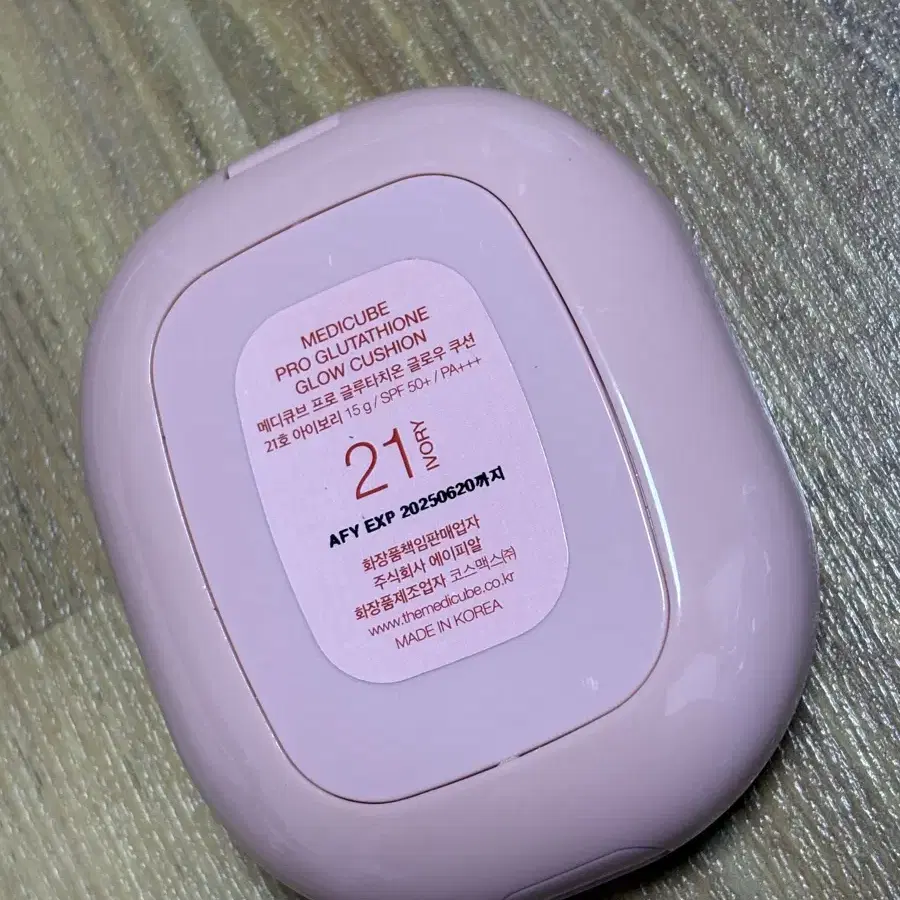 MEDICUBE
PRO GLUTATHIONE
GLOW CUSHION
메디큐브 프로 글루타치온 글로우 쿠션
21호 아이보리 15 g / SPF 50+ / PA+++
21 IVORY
AFY EXP 20250620까지
화장품책임판매업자
주식회사 에이피알
화장품제조업자 코스맥스㈜
www.themedicube.co.kr
MADE IN KOREA